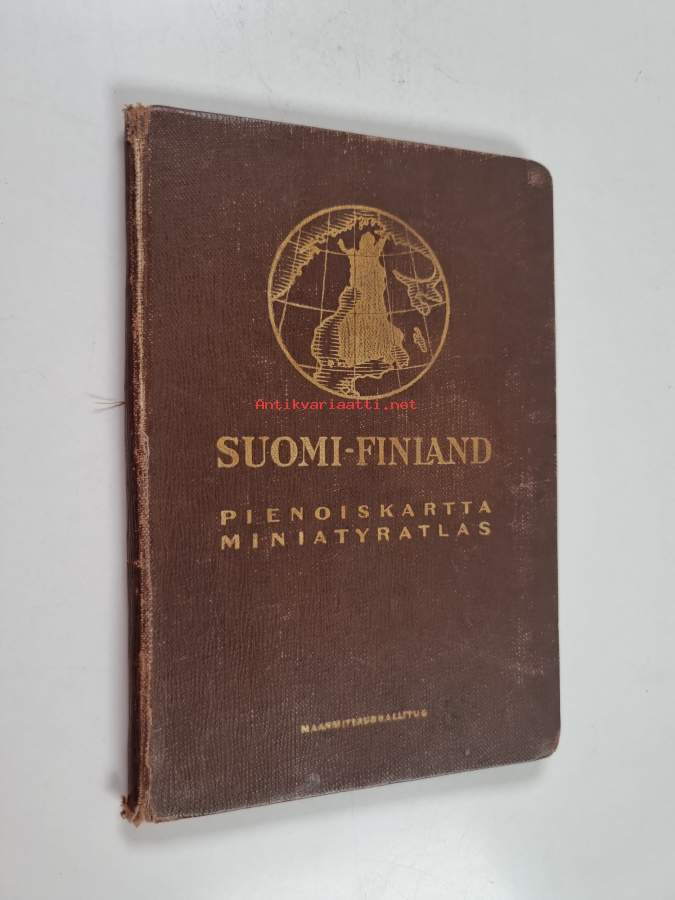 Antikvariaatti.net
SUOMI-FINLAND
PIENOISKARTTA
MINIATYRATLAS
MAANMITTAUSHALLITUS